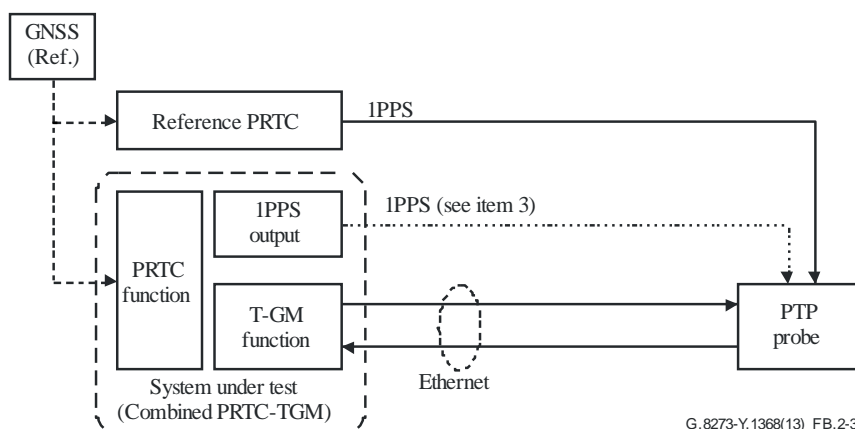 GNSS
(Ref.)
Reference PRTC
1PPS
1PPS
output
1PPS (see item 3)
PRTC
function
T-GM
function
PTP
probe
Ethernet
System under test
(Combined PRTC-TGM)
G.8273-Y.1368(13)_FB.2-3